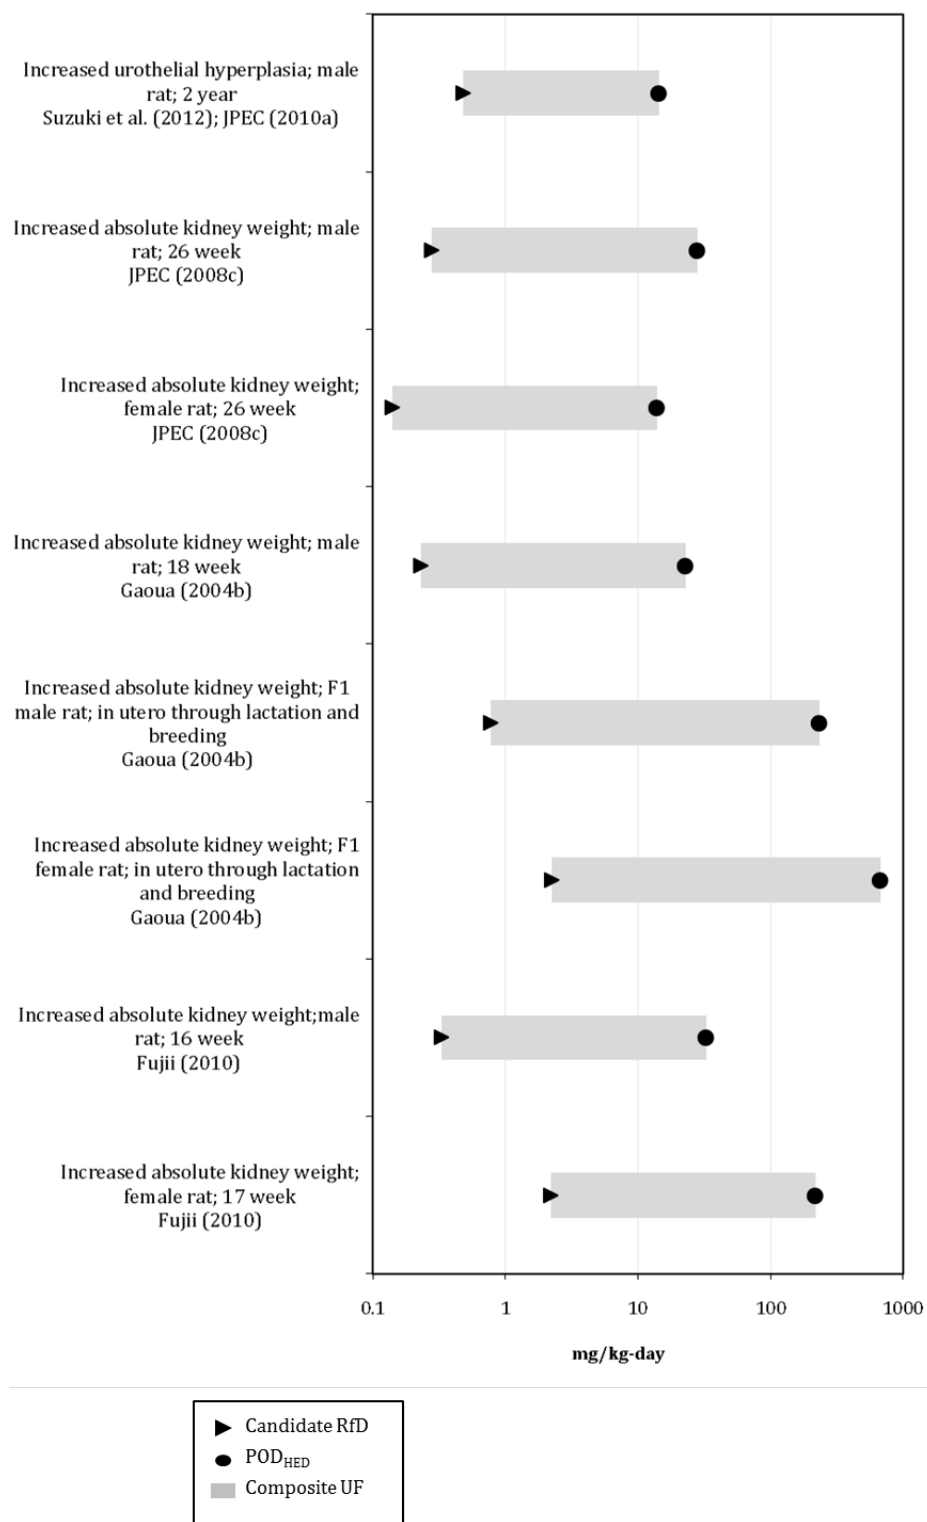 Increased urothelial hyperplasia; male
rat; 2 year
Suzuki et al. (2012); JPEC (2010a)
Increased absolute kidney weight; male
rat; 26 week
JPEC (2008c)
Increased absolute kidney weight;
female rat; 26 week
JPEC (2008c)
Increased absolute kidney weight; male
rat; 18 week
Gaoua (2004b)
Increased absolute kidney weight; F1
male rat; in utero through lactation and
breeding
Gaoua (2004b)
Increased absolute kidney weight; F1
female rat; in utero through lactation
and breeding
Gaoua (2004b)
Increased absolute kidney weight;male
rat; 16 week
Fujii (2010)
Increased absolute kidney weight;
female rat; 17 week
Fujii (2010)
0.1 1 10 100 1000
mg/kg-day
Candidate RfD
PODHED
Composite UF